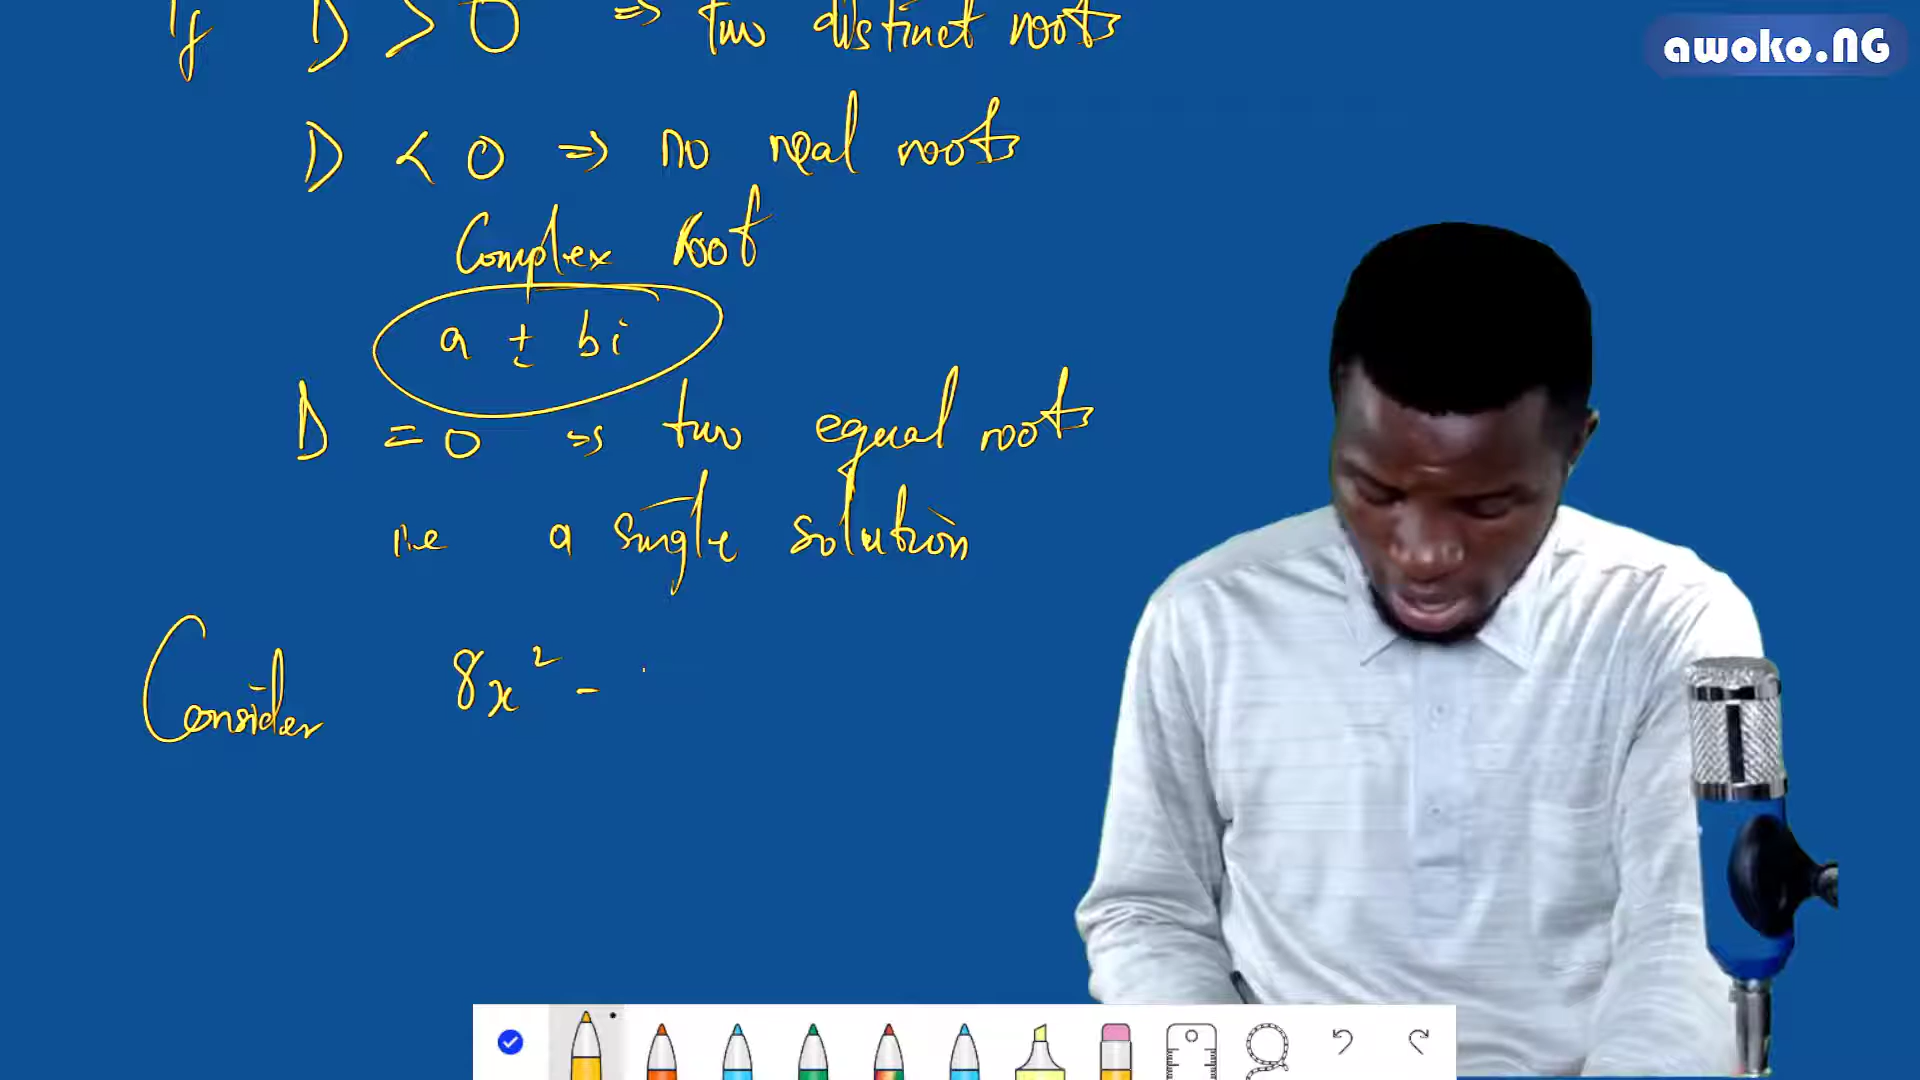 If D > 0 => two distinct roots
awoko.NG
D < 0 => no real roots
Complex root
a ± bi
D = 0 => two equal roots
i.e a single solution
Consider 8x² -